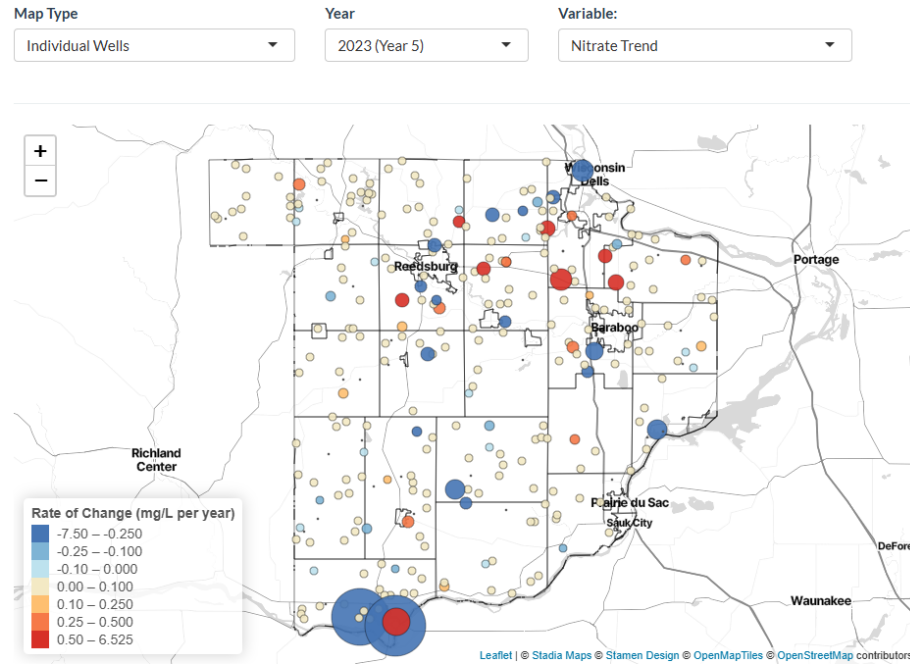 Map Type Year Variable:
Individual Wells 2023 (Year 5) Nitrate Trend
+
−
Wisconsin
Dells
Portage
Reedsburg
Baraboo
Richland
Center
Prairie du Sac
Sauk City
DeFore
Waunakee
Rate of Change (mg/L per year)
-7.50 – -0.250
-0.25 – -0.100
-0.10 – 0.000
0.00 – 0.100
0.10 – 0.250
0.25 – 0.500
0.50 – 6.525
Leaflet | © Stadia Maps © Stamen Design © OpenMapTiles © OpenStreetMap contributors